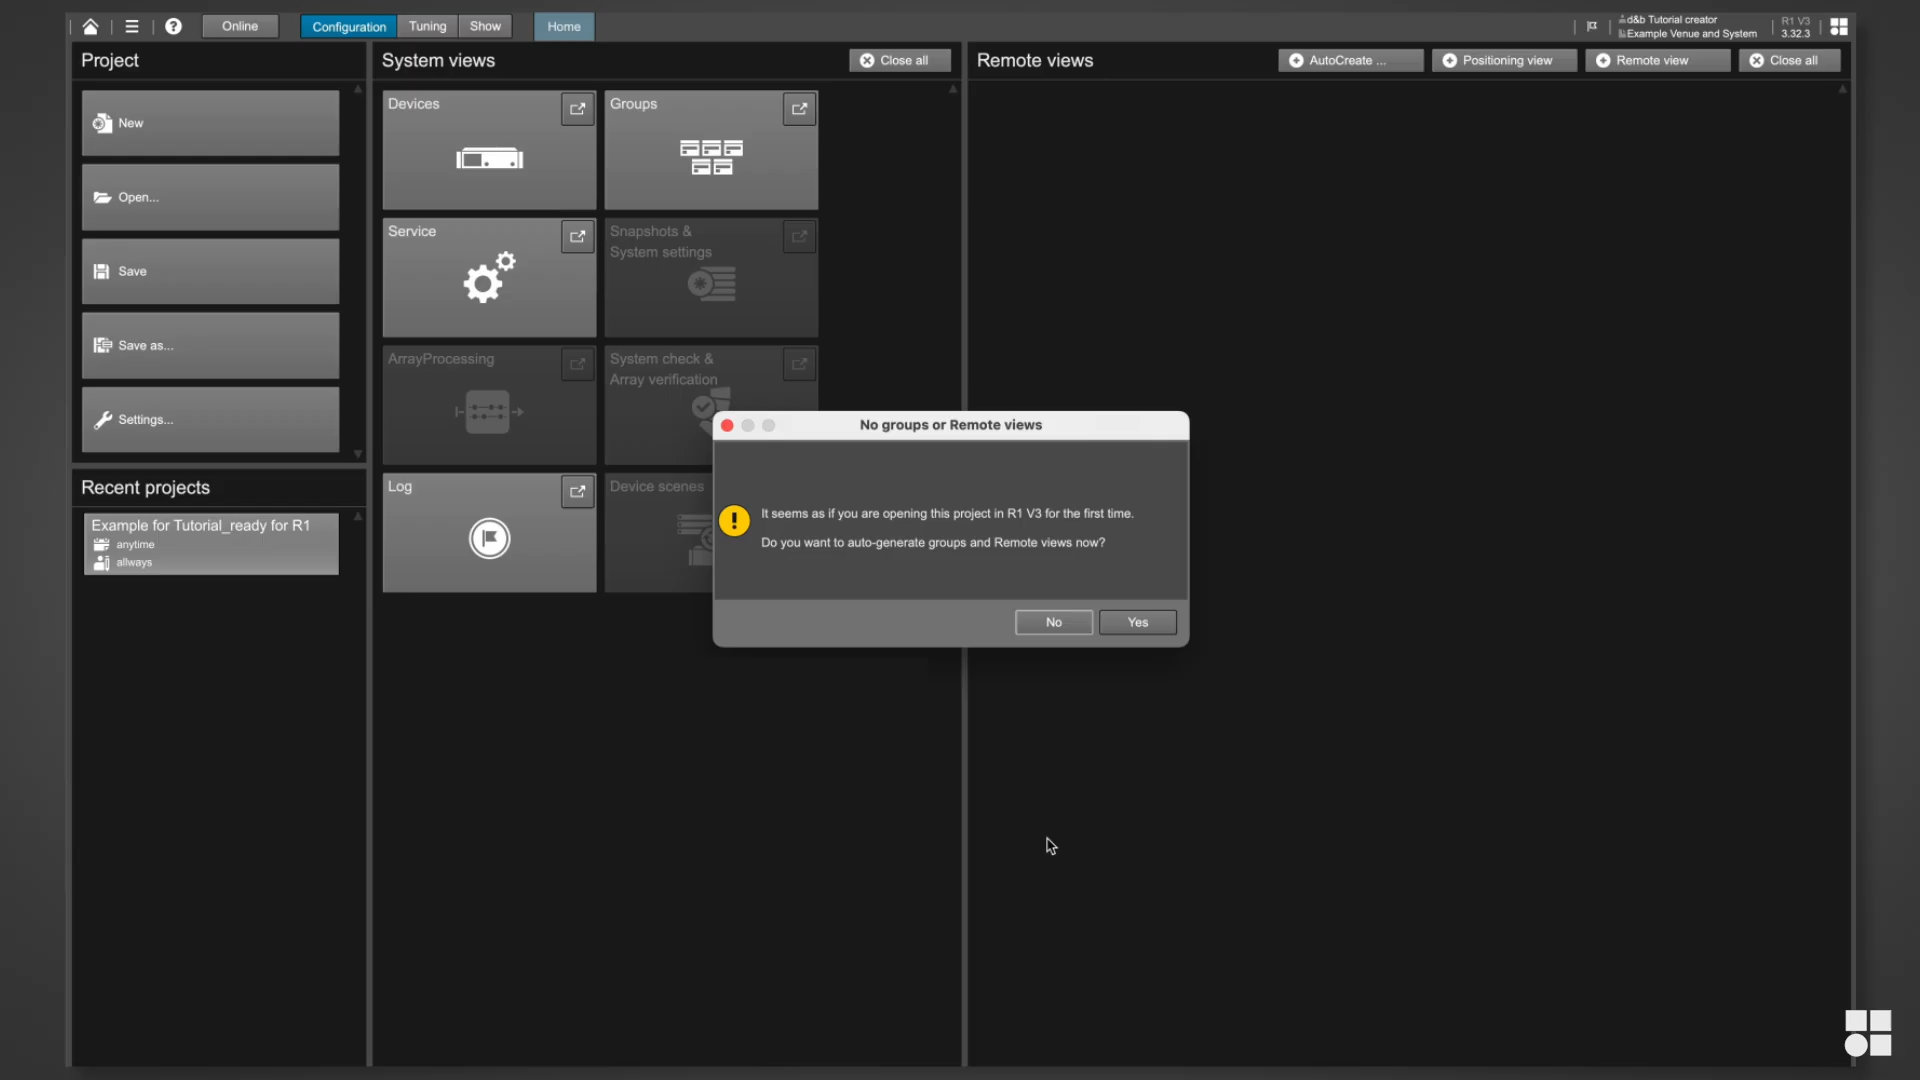 Online
Configuration
Tuning
Show
Home
d&b Tutorial creator
Example Venue and System
R1 V3
3.32.3
Project
System views
Close all
Remote views
AutoCreate ...
Positioning view
Remote view
Close all
New
Open...
Save
Save as...
Settings...
Devices
Groups
Service
Snapshots &
System settings
ArrayProcessing
System check &
Array verification
Log
Device scenes
Recent projects
Example for Tutorial_ready for R1
anytime
allways
No groups or Remote views
It seems as if you are opening this project in R1 V3 for the first time.
Do you want to auto-generate groups and Remote views now?
No
Yes